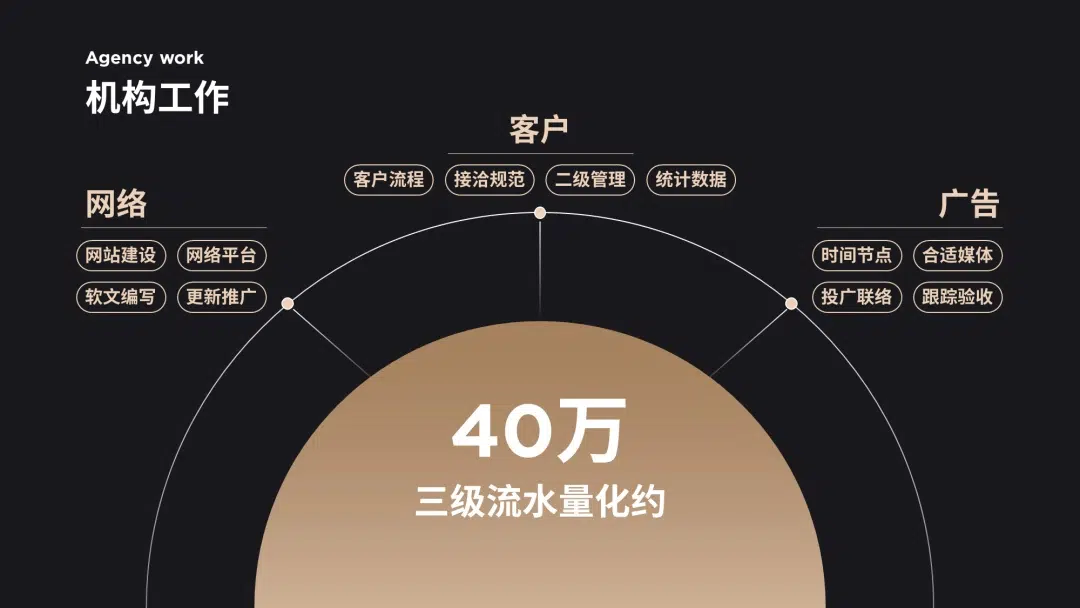 Agency work
机构工作
客户
客户流程 接洽规范 二级管理 统计数据
网络
网站建设 网络平台
软文编写 更新推广
广告
时间节点 合适媒体
投广联络 跟踪验收
40万
三级流水量化约